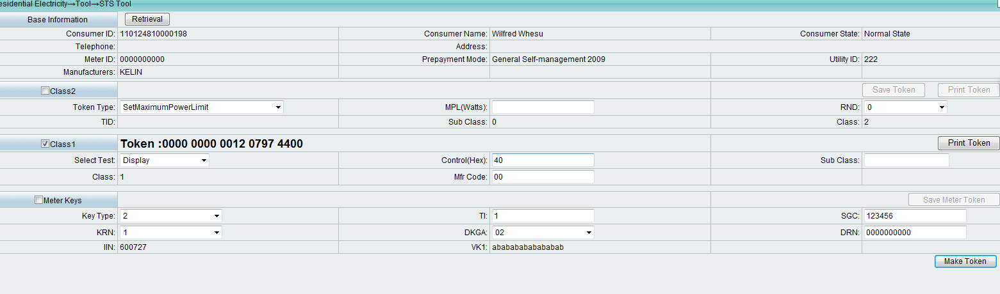 esidential Electricity→Tool→STS Tool
Base Information Retrieval
Consumer ID: 110124810000198 Consumer Name: Wilfred Whesu Consumer State: Normal State
Telephone: Address:
Meter ID: 0000000000 Prepayment Mode: General Self-management 2009 Utility ID: 222
Manufacturers: KELIN
Class2 Save Token Print Token
Token Type: SetMaximumPowerLimit MPL(Watts): RND: 0
TID: Sub Class: 0 Class: 2
Class1 Token :0000 0000 0012 0797 4400 Print Token
Select Test: Display Control(Hex): 40 Sub Class:
Class: 1 Mfr Code: 00
Meter Keys Save Meter Token
Key Type: 2 TI: 1 SGC: 123456
KRN: 1 DKGA: 02 DRN: 0000000000
IIN: 600727 VK1: abababababababab
Make Token